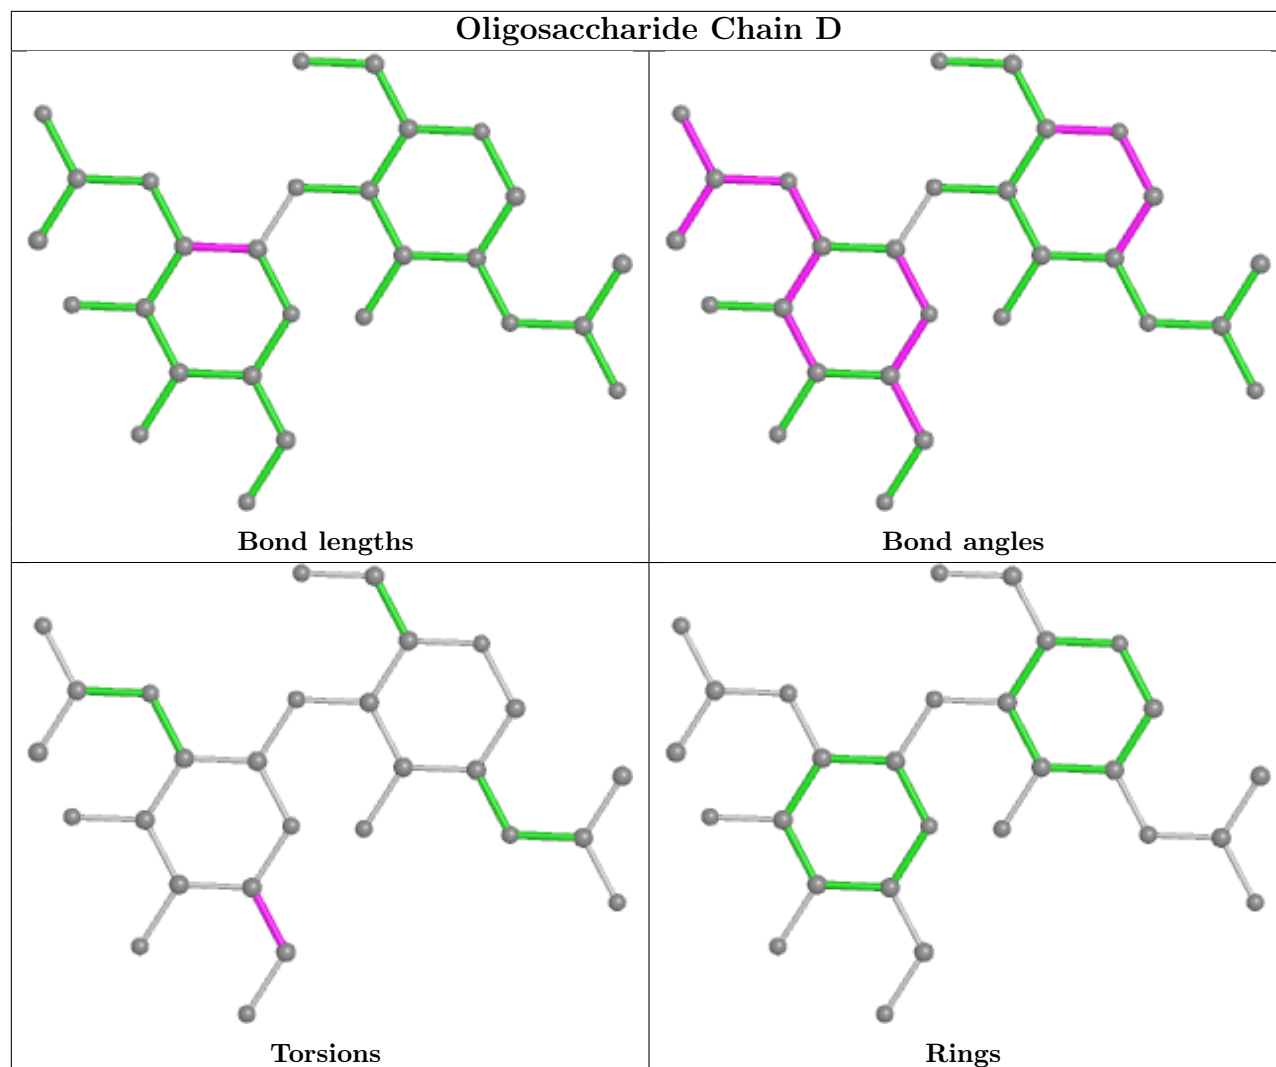 Oligosaccharide Chain D
Bond lengths
Bond angles
Torsions
Rings